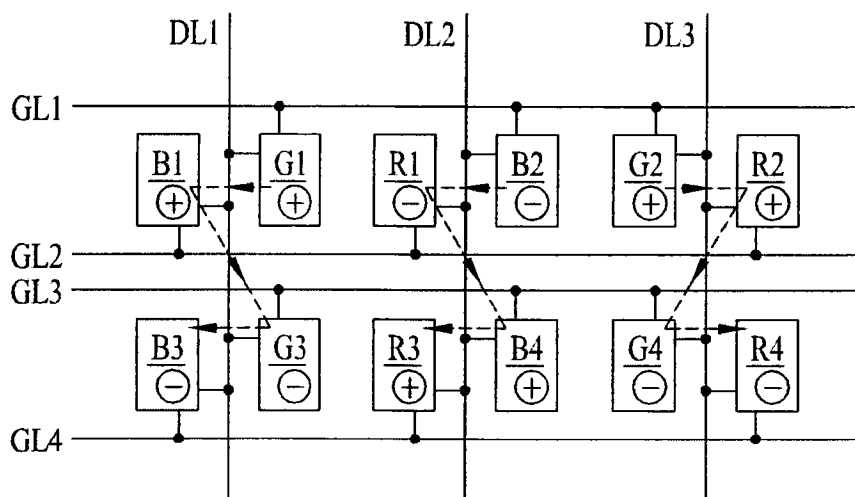 DL1 DL2 DL3
GL1
B1 G1 R1 B2 G2 R2
+ + − − + +
GL2
GL3
B3 G3 R3 B4 G4 R4
− − + + − −
GL4